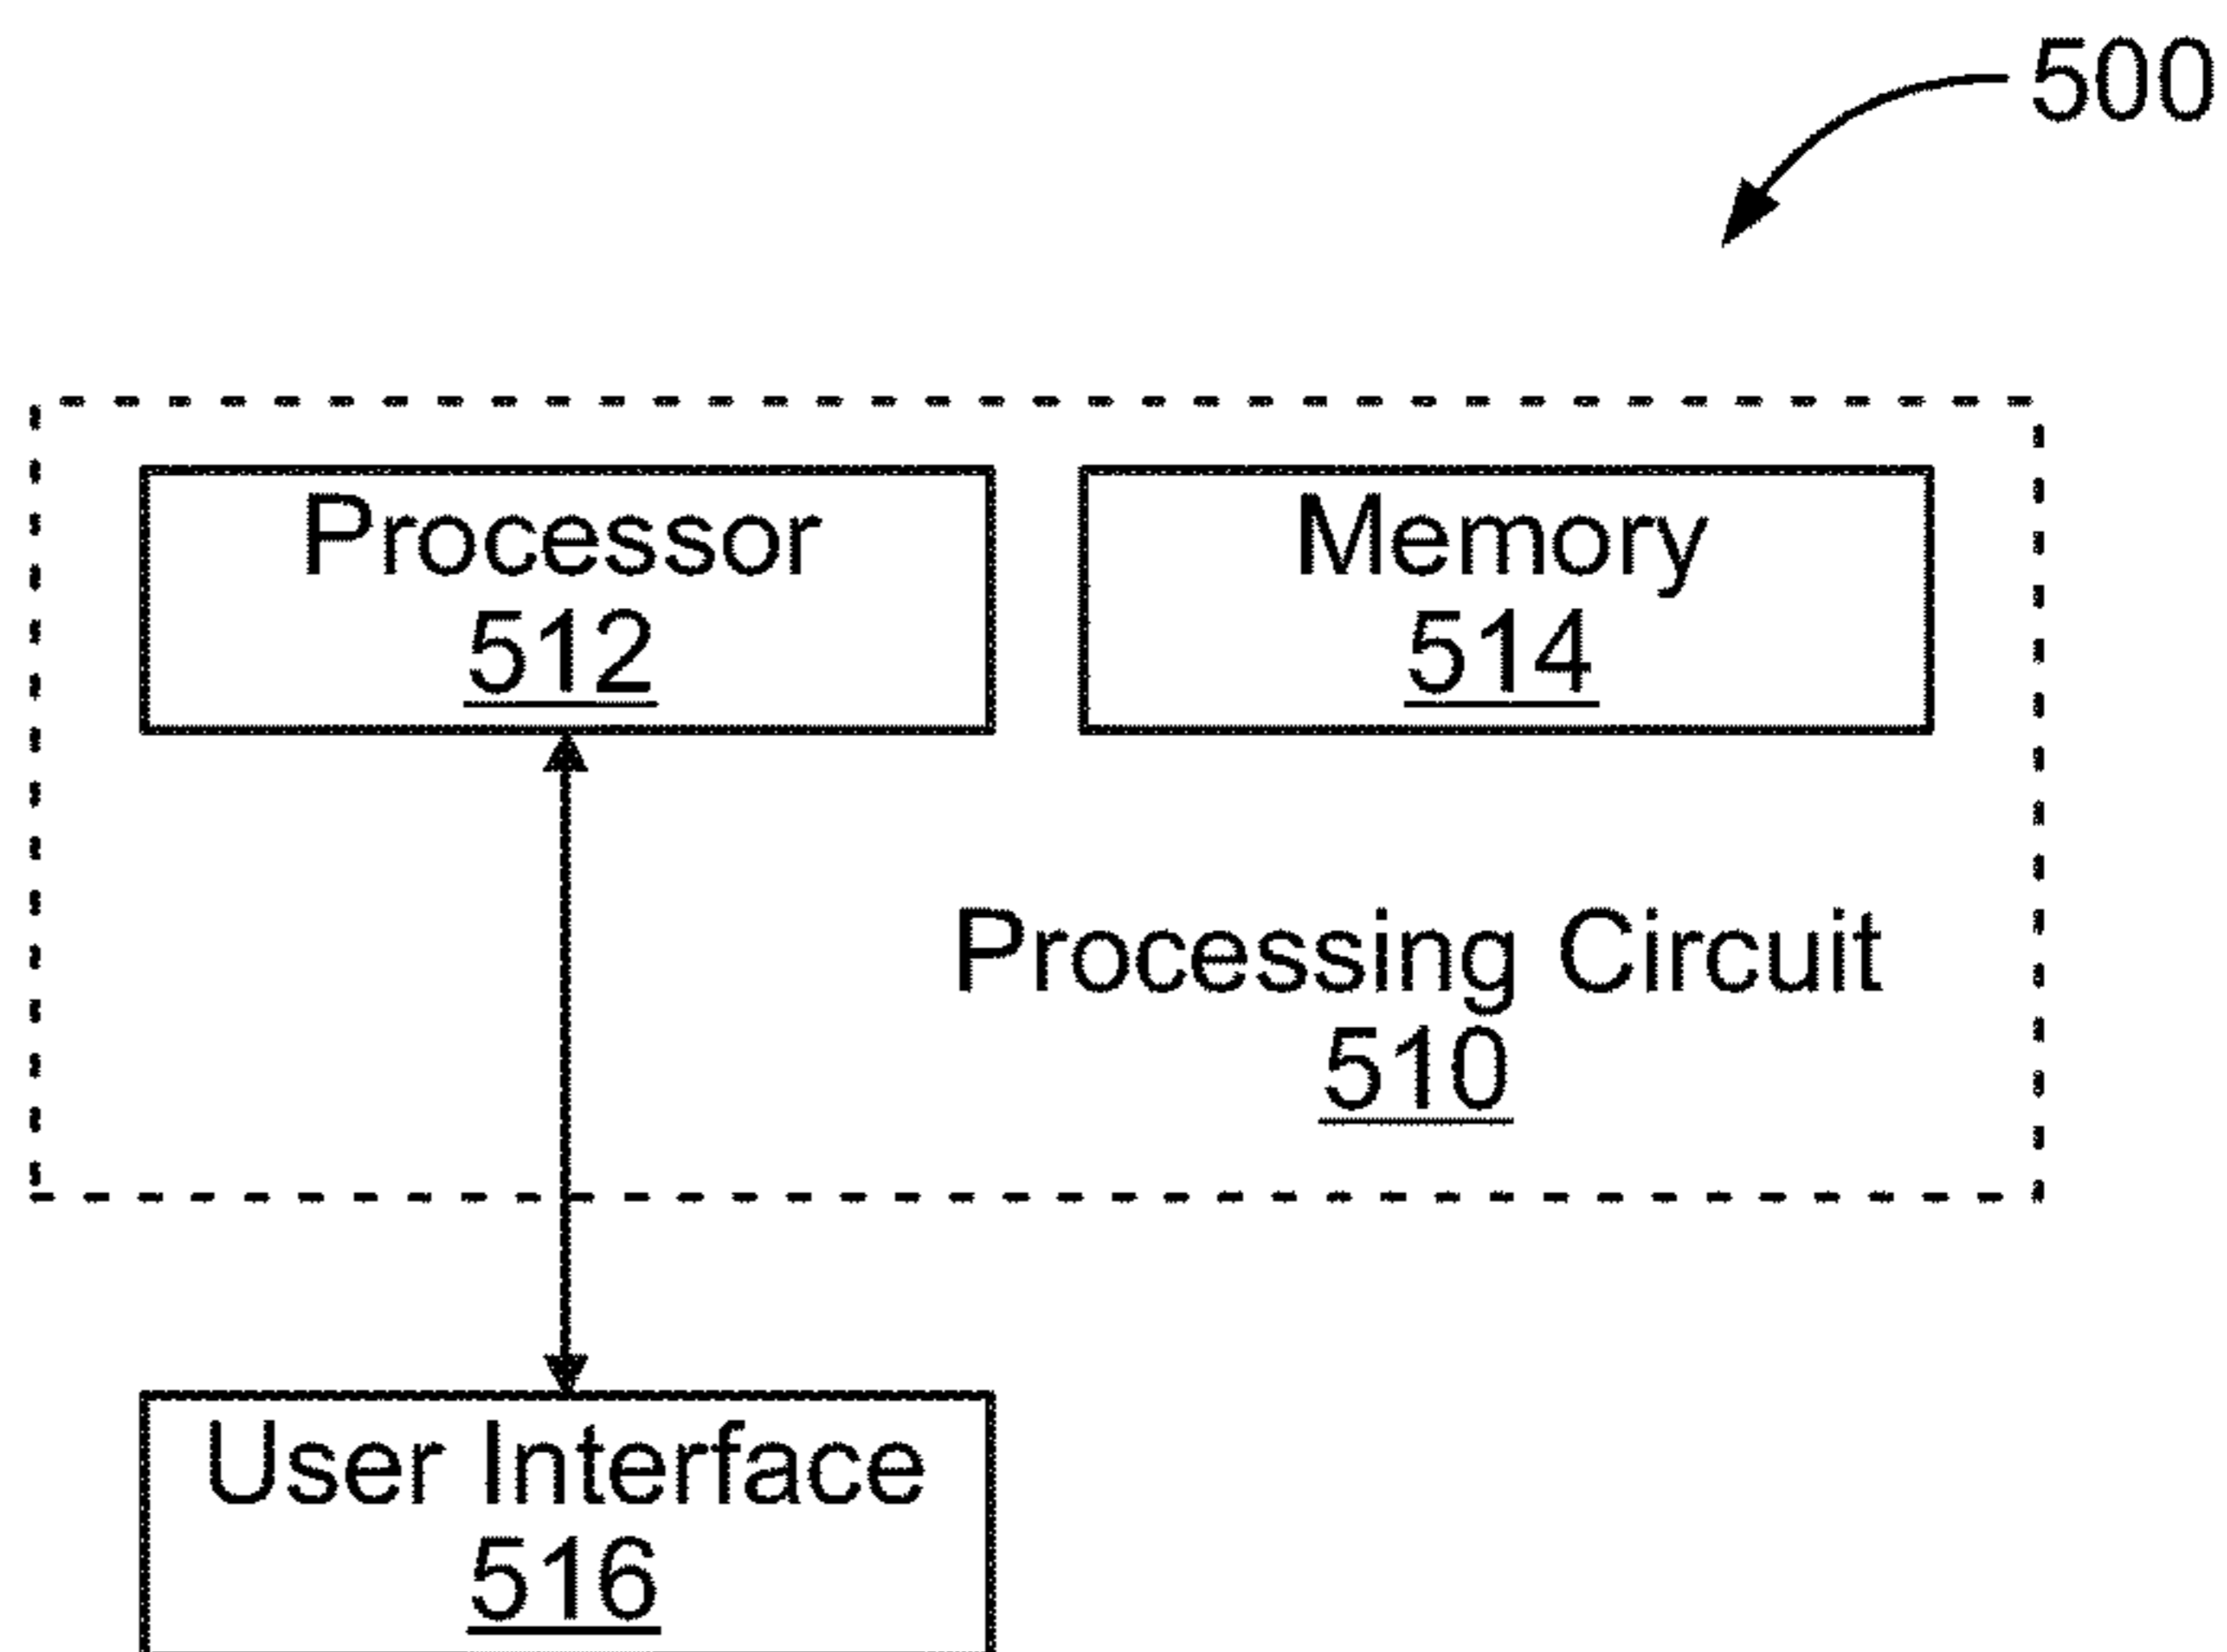 500
Processor
512
Memory
514
Processing Circuit
510
User Interface
516